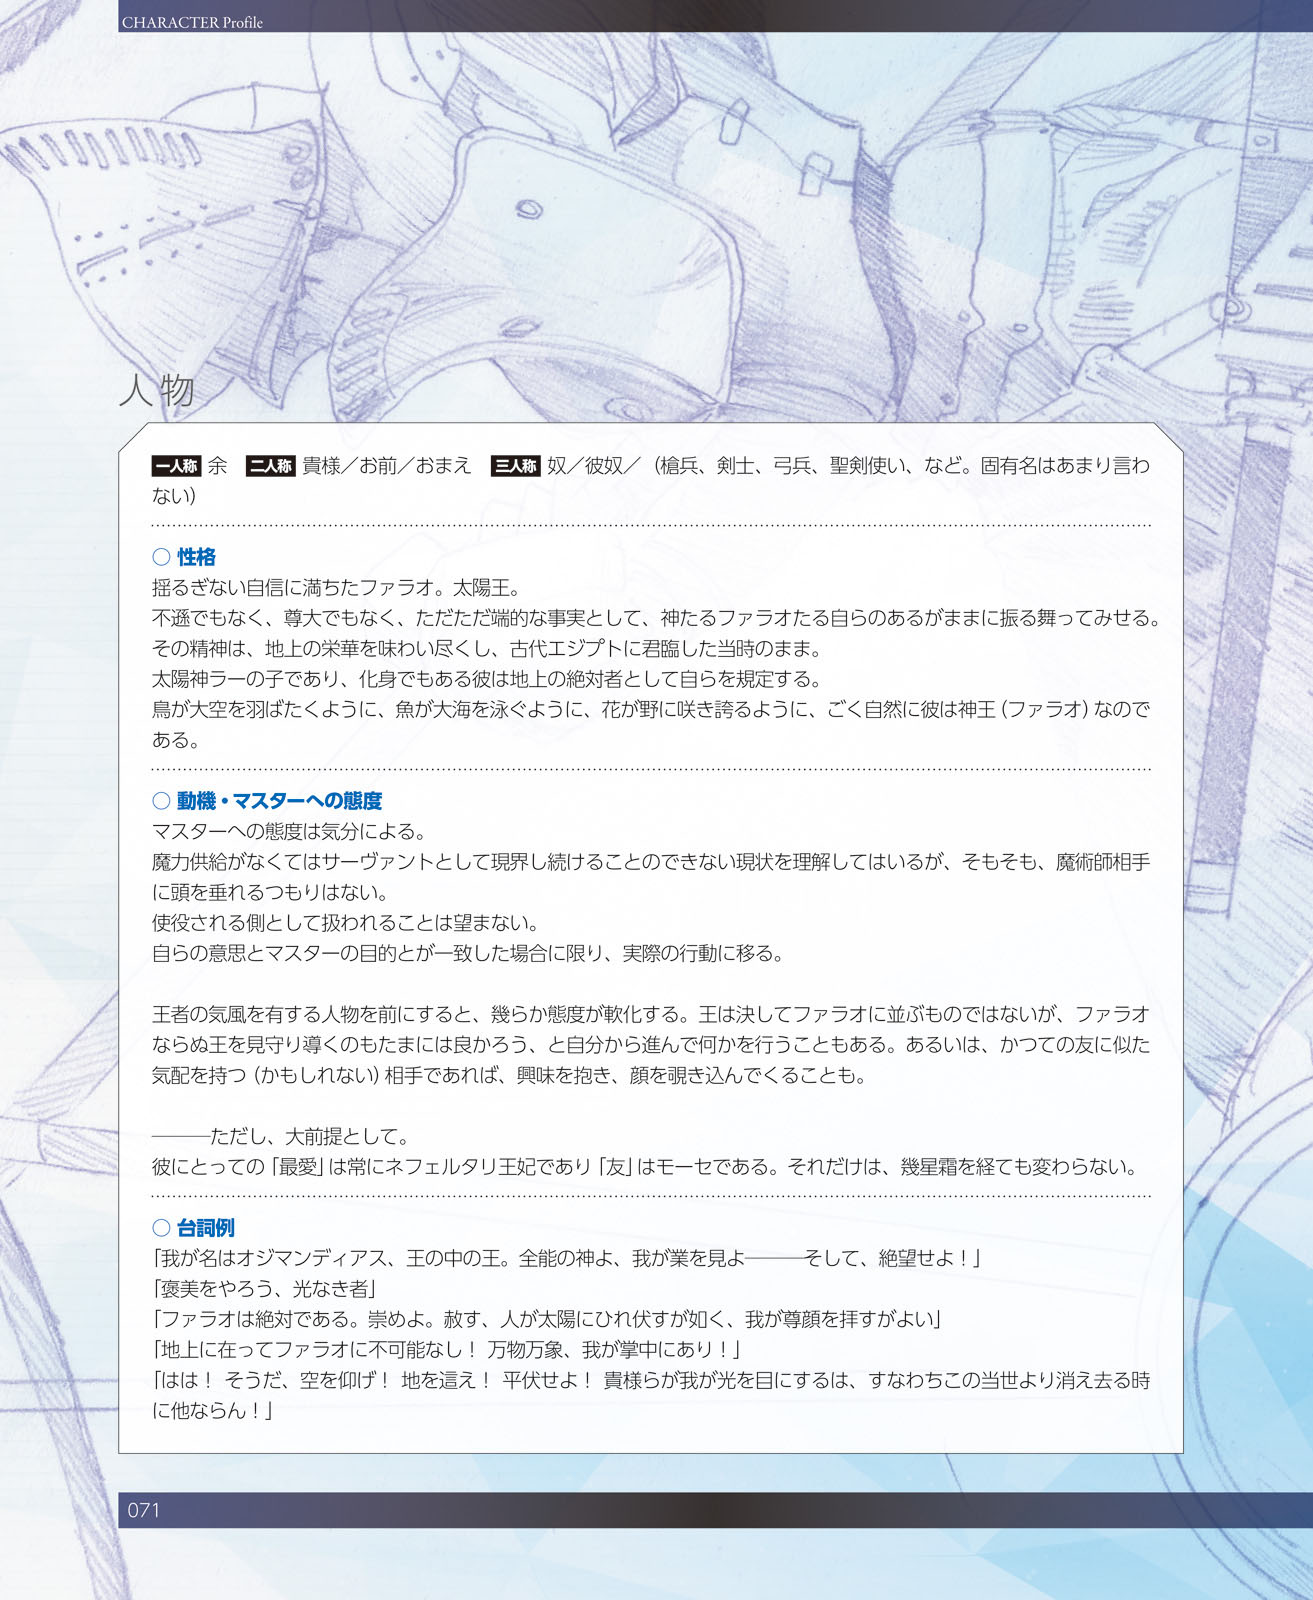 CHARACTER Profile
人物
一人称 余 二人称 貴様／お前／おまえ 三人称 奴／彼奴／（槍兵、剣士、弓兵、聖剣使い、など。固有名はあまり言わ
ない）
○ 性格
揺るぎない自信に満ちたファラオ。太陽王。
不遜でもなく、尊大でもなく、ただただ端的な事実として、神たるファラオたる自らのあるがままに振る舞ってみせる。
その精神は、地上の栄華を味わい尽くし、古代エジプトに君臨した当時のまま。
太陽神ラーの子であり、化身でもある彼は地上の絶対者として自らを規定する。
鳥が大空を羽ばたくように、魚が大海を泳ぐように、花が野に咲き誇るように、ごく自然に彼は神王（ファラオ）なので
ある。
○ 動機・マスターへの態度
マスターへの態度は気分による。
魔力供給がなくてはサーヴァントとして現界し続けることのできない現状を理解してはいるが、そもそも、魔術師相手
に頭を垂れるつもりはない。
使役される側として扱われることは望まない。
自らの意思とマスターの目的とが一致した場合に限り、実際の行動に移る。
王者の気風を有する人物を前にすると、幾らか態度が軟化する。王は決してファラオに並ぶものではないが、ファラオ
ならぬ王を見守り導くのもたまには良かろう、と自分から進んで何かを行うこともある。あるいは、かつての友に似た
気配を持つ（かもしれない）相手であれば、興味を抱き、顔を覗き込んでくることも。
―――ただし、大前提として。
彼にとっての「最愛」は常にネフェルタリ王妃であり「友」はモーセである。それだけは、幾星霜を経ても変わらない。
○ 台詞例
「我が名はオジマンディアス、王の中の王。全能の神よ、我が業を見よ―――そして、絶望せよ！」
「褒美をやろう、光なき者」
「ファラオは絶対である。崇めよ。赦す、人が太陽にひれ伏すが如く、我が尊顔を拝すがよい」
「地上に在ってファラオに不可能なし！ 万物万象、我が掌中にあり！」
「はは！ そうだ、空を仰げ！ 地を這え！ 平伏せよ！ 貴様らが我が光を目にするは、すなわちこの当世より消え去る時
に他ならん！」
071